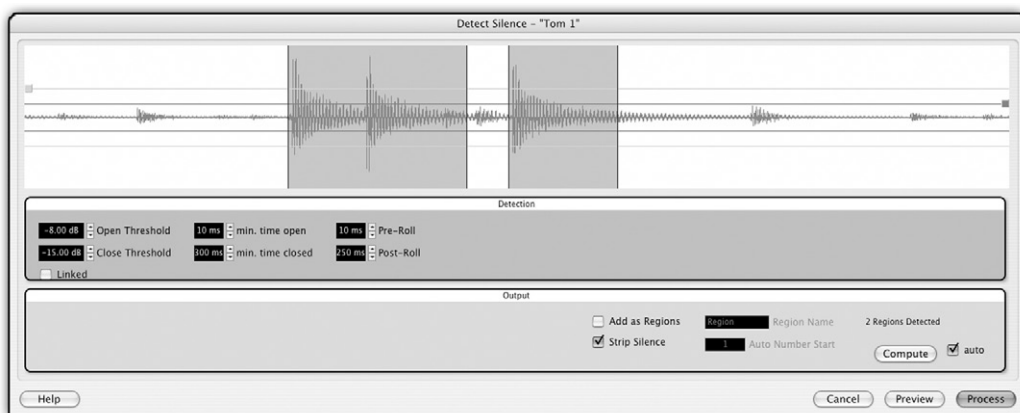 Detect Silence - "Tom 1"
Detection
-8.00 dB Open Threshold 10 ms min. time open 10 ms Pre-Roll
-15.00 dB Close Threshold 300 ms min. time closed 250 ms Post-Roll
Linked
Output
Add as Regions Region Region Name 2 Regions Detected
Strip Silence 1 Auto Number Start
Compute auto
Help Cancel Preview Process